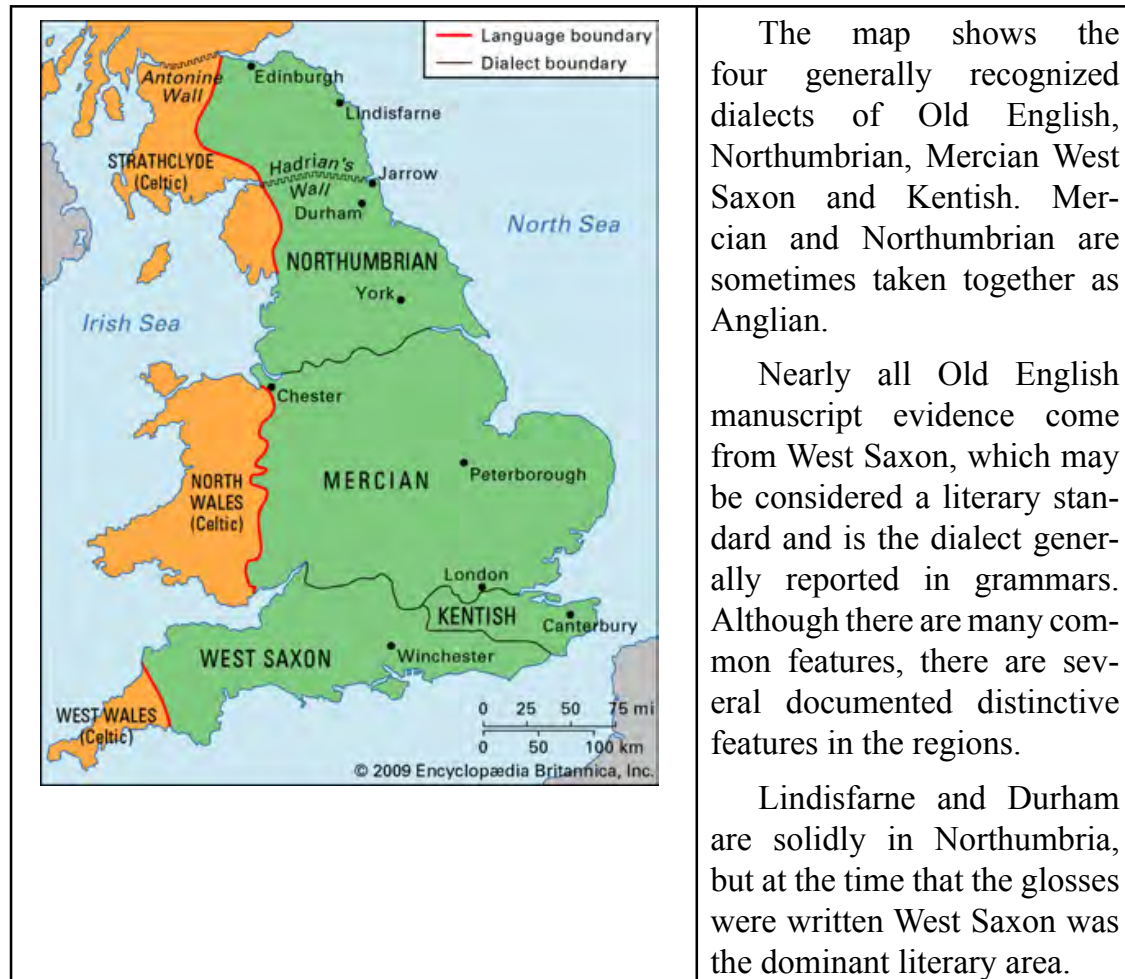 Language boundary
Dialect boundary
Antonine
Wall
Edinburgh
Lindisfarne
STRATHCLYDE
(Celtic)
Hadrian's
Wall
Jarrow
Durham
North Sea
NORTHUMBRIAN
York
Irish Sea
Chester
NORTH
WALES
(Celtic)
MERCIAN
Peterborough
London
KENTISH
Canterbury
WEST SAXON
Winchester
WEST WALES
(Celtic)
0 25 50 75 mi
0 50 100 km
© 2009 Encyclopædia Britannica, Inc.
The map shows the
four generally recognized
dialects of Old English,
Northumbrian, Mercian West
Saxon and Kentish. Mer-
cian and Northumbrian are
sometimes taken together as
Anglian.
Nearly all Old English
manuscript evidence come
from West Saxon, which may
be considered a literary stan-
dard and is the dialect gener-
ally reported in grammars.
Although there are many com-
mon features, there are sev-
eral documented distinctive
features in the regions.
Lindisfarne and Durham
are solidly in Northumbria,
but at the time that the glosses
were written West Saxon was
the dominant literary area.